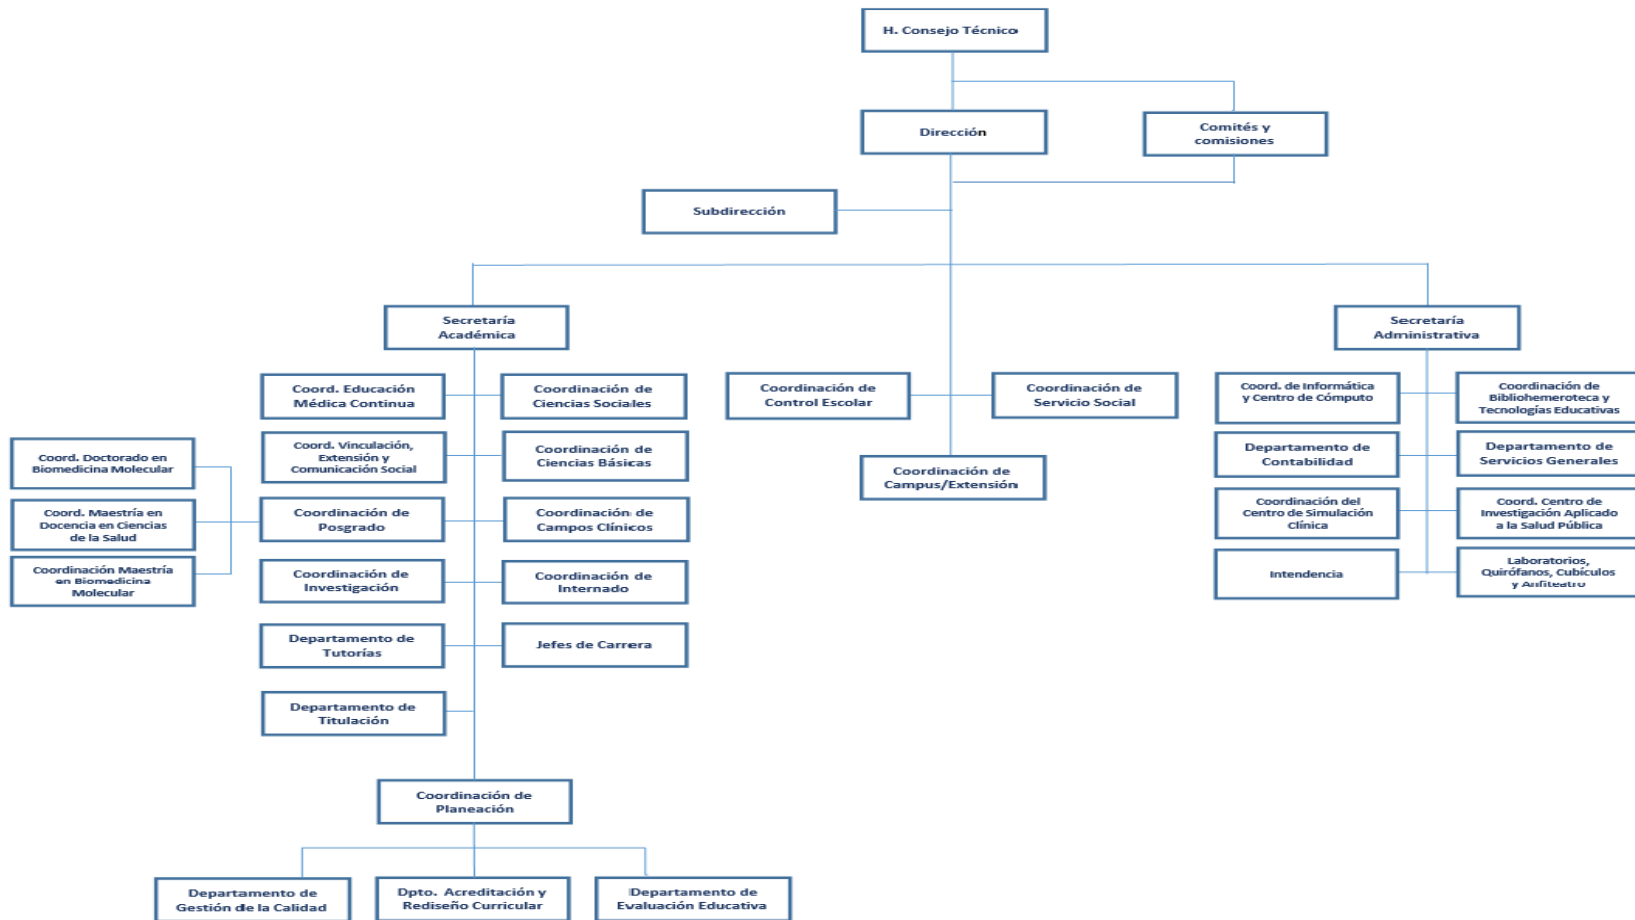 H. Consejo Técnico
Dirección
Comités y
comisiones
Subdirección
Secretaría
Académica
Secretaría
Administrativa
Coord. Educación
Médica Continua
Coordinación de
Ciencias Sociales
Coordinación de
Control Escolar
Coordinación de
Servicio Social
Coord. de Informática
y Centro de Cómputo
Coordinación de
Bibliohemeroteca y
Tecnologías Educativas
Coord. Doctorado en
Biomedicina Molecular
Coord. Vinculación,
Extensión y
Comunicación Social
Coordinación de
Ciencias Básicas
Coordinación de
Campus/Extensión
Departamento de
Contabilidad
Departamento de
Servicios Generales
Coord. Maestría en
Docencia en Ciencias
de la Salud
Coordinación de
Posgrado
Coordinación de
Campos Clínicos
Coordinación del
Centro de Simulación
Clínica
Coord. Centro de
Investigación Aplicado
a la Salud Pública
Coordinación Maestría
en Biomedicina
Molecular
Coordinación de
Investigación
Coordinación de
Internado
Intendencia
Laboratorios,
Quirófanos, Cubículos
y Anfiteatro
Departamento de
Tutorías
Jefes de Carrera
Departamento de
Titulación
Coordinación de
Planeación
Departamento de
Gestión de la Calidad
Dpto. Acreditación y
Rediseño Curricular
Departamento de
Evaluación Educativa